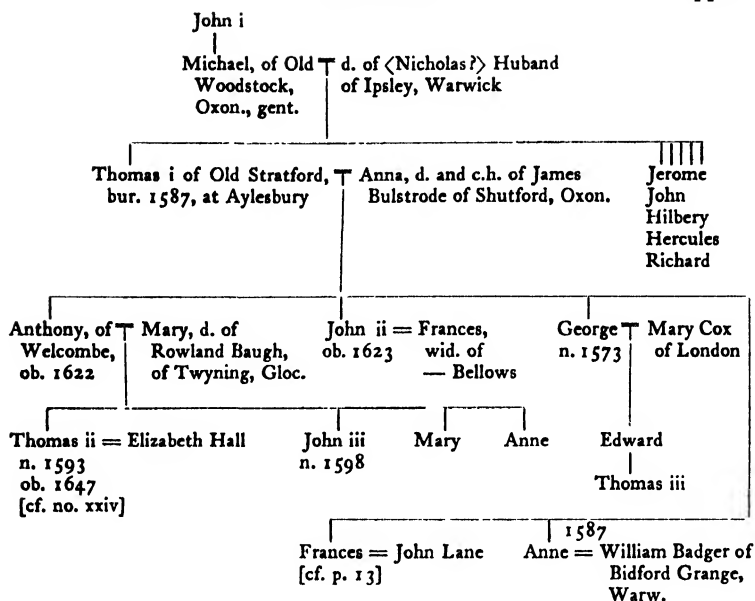 John i
Michael, of Old
Woodstock,
Oxon., gent.
d. of ⟨Nicholas?⟩ Huband
of Ipsley, Warwick
Thomas i of Old Stratford,
bur. 1587, at Aylesbury
Anna, d. and c.h. of James
Bulstrode of Shutford, Oxon.
Jerome
John
Hilbery
Hercules
Richard
Anthony, of
Welcombe,
ob. 1622
Mary, d. of
Rowland Baugh,
of Twyning, Gloc.
John ii = Frances,
ob. 1623 wid. of
— Bellows
George
n. 1573
Mary Cox
of London
Thomas ii = Elizabeth Hall
n. 1593
ob. 1647
[cf. no. xxiv]
John iii
n. 1598
Mary
Anne
Edward
Thomas iii
Frances = John Lane
[cf. p. 13]
1587
Anne = William Badger of
Bidford Grange,
Warw.